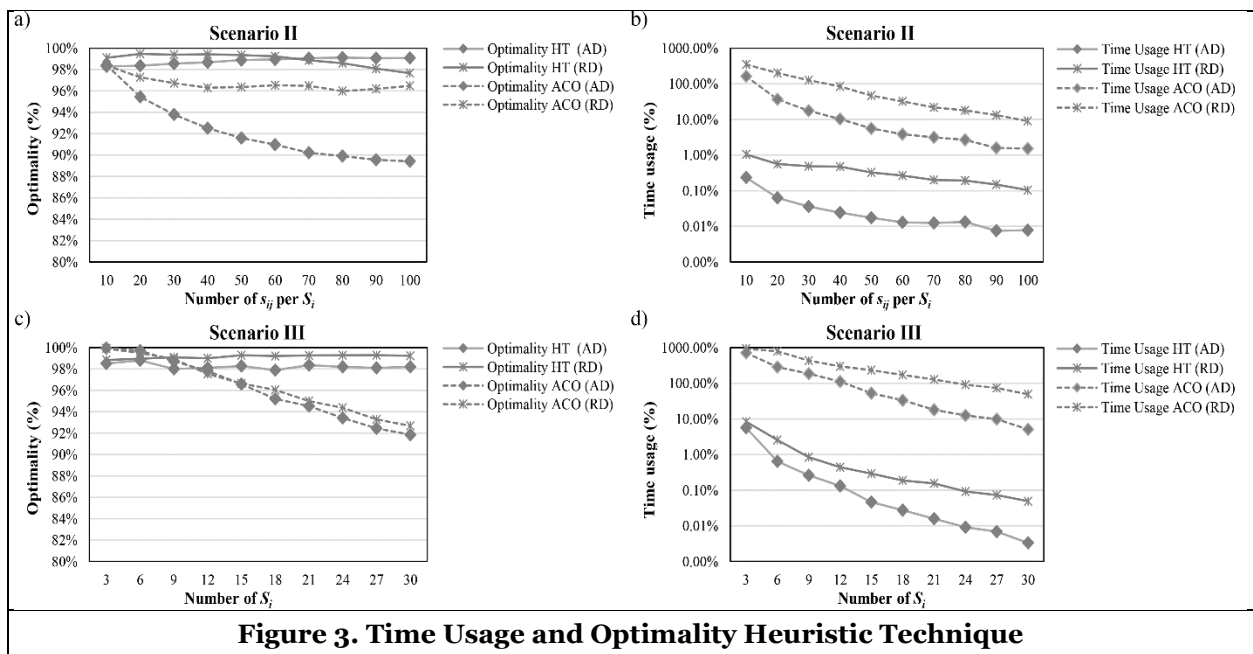 a)
Scenario II
100%
98%
96%
94%
92%
90%
88%
86%
84%
82%
80%
Optimality (%)
10 20 30 40 50 60 70 80 90 100
Number of sij per Si
Optimality HT (AD)
Optimality HT (RD)
Optimality ACO (AD)
Optimality ACO (RD)
b)
Scenario II
1000.00%
100.00%
10.00%
1.00%
0.10%
0.01%
0.00%
Time usage (%)
10 20 30 40 50 60 70 80 90 100
Number of sij per Si
Time Usage HT (AD)
Time Usage HT (RD)
Time Usage ACO (AD)
Time Usage ACO (RD)
c)
Scenario III
100%
98%
96%
94%
92%
90%
88%
86%
84%
82%
80%
Optimality (%)
3 6 9 12 15 18 21 24 27 30
Number of Si
Optimality HT (AD)
Optimality HT (RD)
Optimality ACO (AD)
Optimality ACO (RD)
d)
Scenario III
1000.00%
100.00%
10.00%
1.00%
0.10%
0.01%
0.00%
Time usage (%)
3 6 9 12 15 18 21 24 27 30
Number of Si
Time Usage HT (AD)
Time Usage HT (RD)
Time Usage ACO (AD)
Time Usage ACO (RD)
Figure 3. Time Usage and Optimality Heuristic Technique